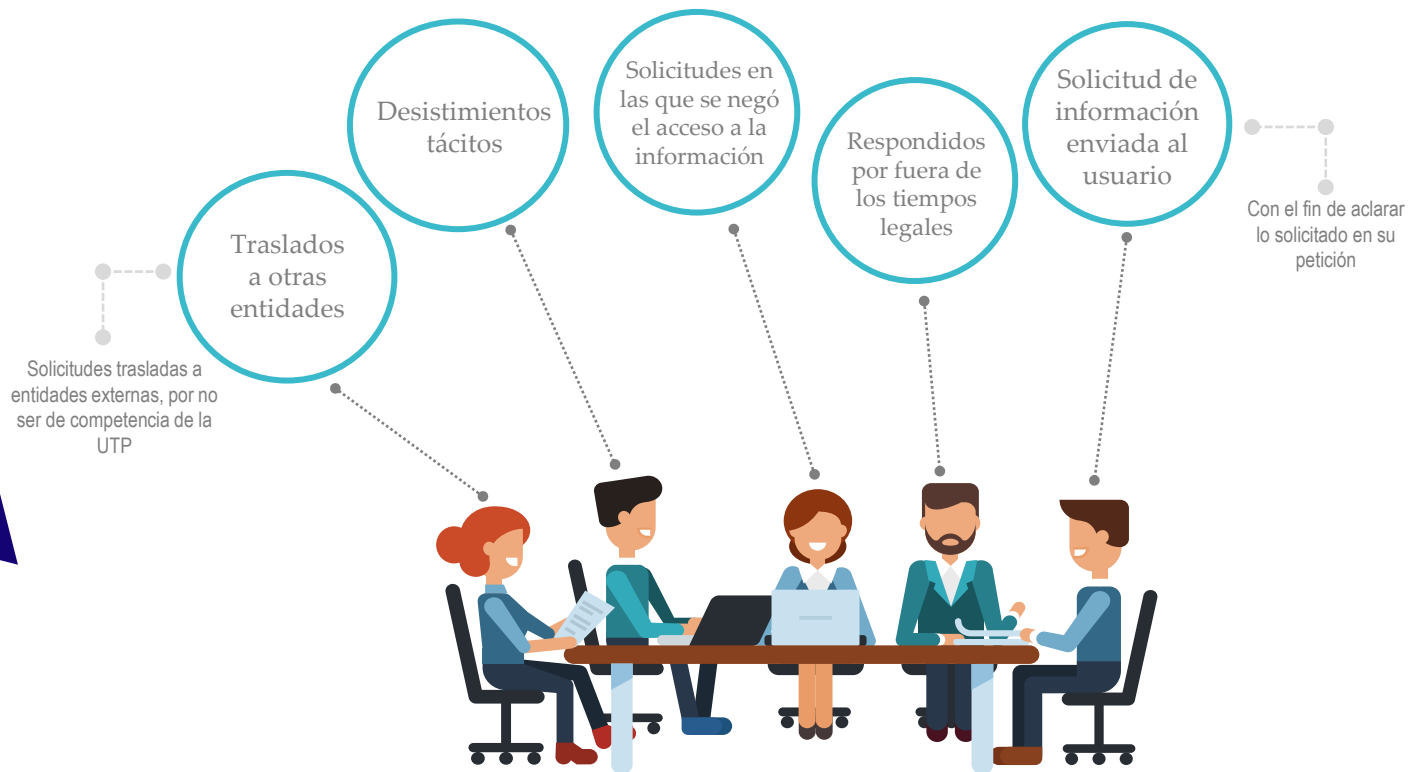 Traslados
a otras
entidades
Solicitudes trasladas a
entidades externas, por no
ser de competencia de la
UTP
Desistimientos
tácitos
Solicitudes en
las que se negó
el acceso a la
información
Respondidos
por fuera de
los tiempos
legales
Solicitud de
información
enviada al
usuario
Con el fin de aclarar
lo solicitado en su
petición